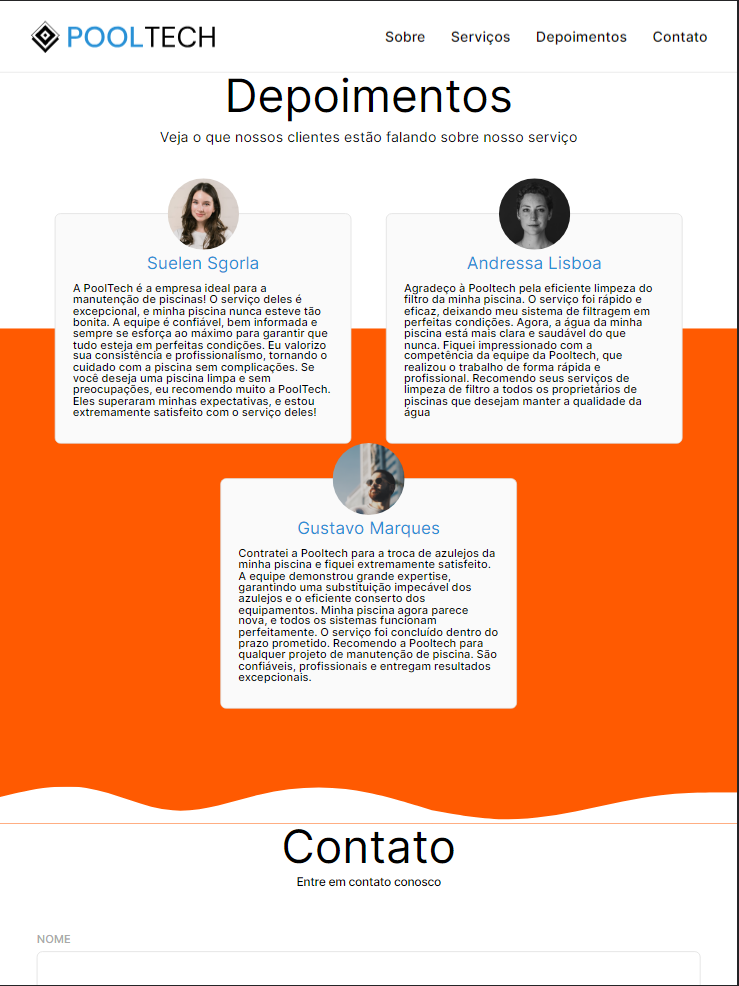 POOLTECH
Sobre
Serviços
Depoimentos
Contato
Depoimentos
Veja o que nossos clientes estão falando sobre nosso serviço
Suelen Sgorla
A PoolTech é a empresa ideal para a
manutenção de piscinas! O serviço deles é
excepcional, e minha piscina nunca esteve tão
bonita. A equipe é confiável, bem informada e
sempre se esforça ao máximo para garantir que
tudo esteja em perfeitas condições. Eu valorizo
sua consistência e profissionalismo, tornando o
cuidado com a piscina sem complicações. Se
você deseja uma piscina limpa e sem
preocupações, eu recomendo muito a PoolTech.
Eles superaram minhas expectativas, e estou
extremamente satisfeito com o serviço deles!
Andressa Lisboa
Agradeço à Pooltech pela eficiente limpeza do
filtro da minha piscina. O serviço foi rápido e
eficaz, deixando meu sistema de filtragem em
perfeitas condições. Agora, a água da minha
piscina está mais clara e saudável do que
nunca. Fiquei impressionado com a
competência da equipe da Pooltech, que
realizou o trabalho de forma rápida e
profissional. Recomendo seus serviços de
limpeza de filtro a todos os proprietários de
piscinas que desejam manter a qualidade da
água
Gustavo Marques
Contratei a Pooltech para a troca de azulejos da
minha piscina e fiquei extremamente satisfeito.
A equipe demonstrou grande expertise,
garantindo uma substituição impecável dos
azulejos e o eficiente conserto dos
equipamentos. Minha piscina agora parece
nova, e todos os sistemas funcionam
perfeitamente. O serviço foi concluído dentro do
prazo prometido. Recomendo a Pooltech para
qualquer projeto de manutenção de piscina. São
confiáveis, profissionais e entregam resultados
excepcionais.
Contato
Entre em contato conosco
NOME